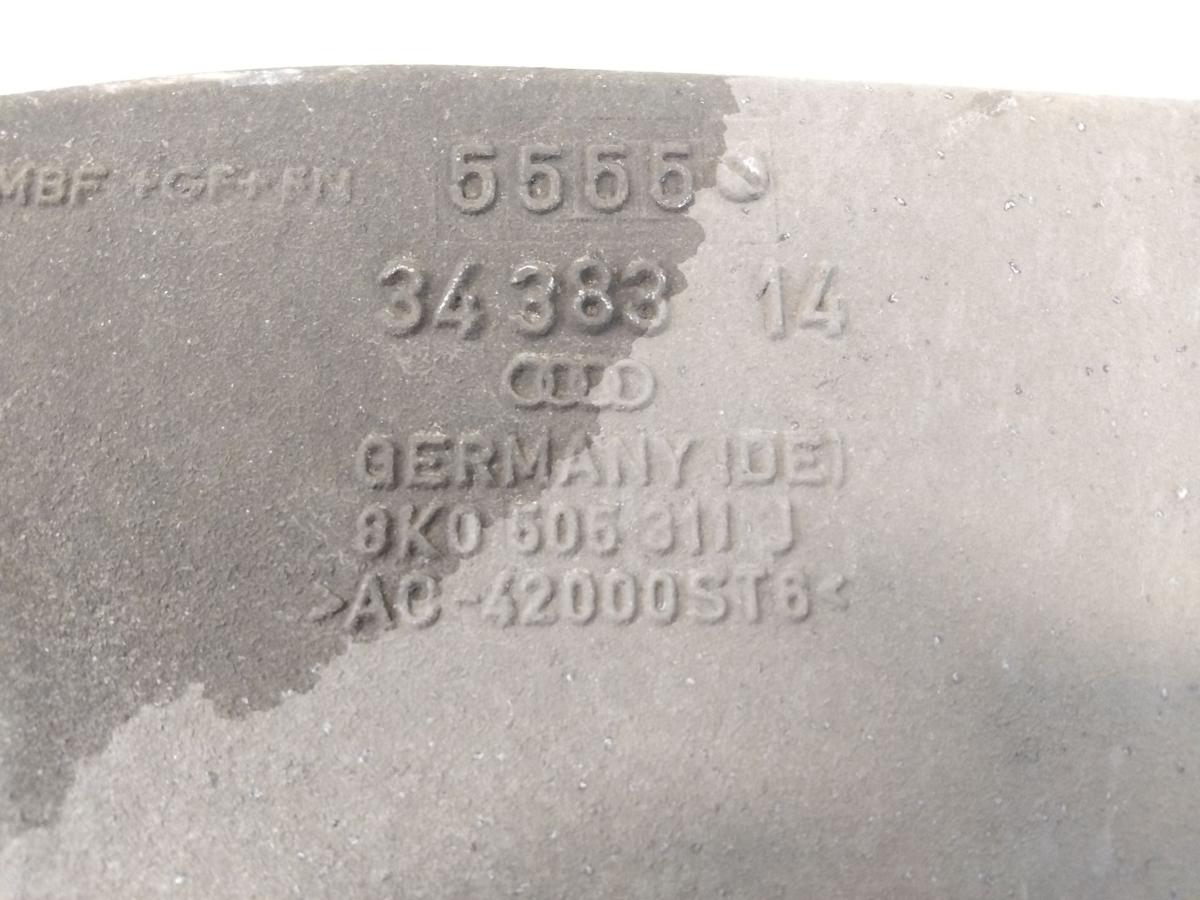 MBF +GF+ FN
5555
34 383 14
GERMANY (DE)
8K0 505 311 J
>AC-42000ST6<